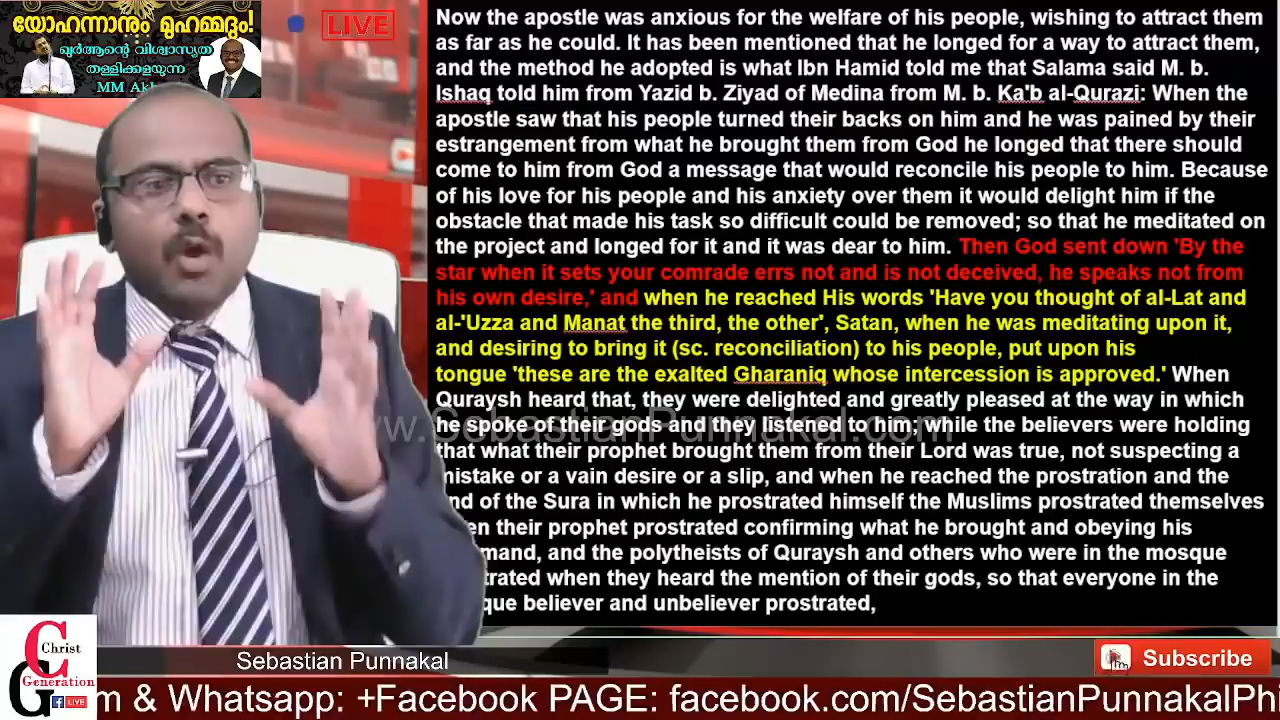 യോഹന്നാനും മുഹമ്മദും!
ഖുർആന്റെ വിശ്വാസ്യത
തള്ളിക്കളയുന്ന
MM
LIVE
Now the apostle was anxious for the welfare of his people, wishing to attract them
as far as he could. It has been mentioned that he longed for a way to attract them,
and the method he adopted is what Ibn Hamid told me that Salama said M. b.
Ishaq told him from Yazid b. Ziyad of Medina from M. b. Ka'b al-Qurazi: When the
apostle saw that his people turned their backs on him and he was pained by their
estrangement from what he brought them from God he longed that there should
come to him from God a message that would reconcile his people to him. Because
of his love for his people and his anxiety over them it would delight him if the
obstacle that made his task so difficult could be removed; so that he meditated on
the project and longed for it and it was dear to him. Then God sent down 'By the
star when it sets your comrade errs not and is not deceived, he speaks not from
his own desire,' and when he reached His words 'Have you thought of al-Lat and
al-'Uzza and Manat the third, the other', Satan, when he was meditating upon it,
and desiring to bring it (sc. reconciliation) to his people, put upon his
tongue 'these are the exalted Gharaniq whose intercession is approved.' When
Quraysh heard that, they were delighted and greatly pleased at the way in which
he spoke of their gods and they listened to him; while the believers were holding
that what their prophet brought them from their Lord was true, not suspecting a
mistake or a vain desire or a slip, and when he reached the prostration and the
of the Sura in which he prostrated himself the Muslims prostrated themselves
their prophet prostrated confirming what he brought and obeying his
and the polytheists of Quraysh and others who were in the mosque
when they heard the mention of their gods, so that everyone in the
believer and unbeliever prostrated,
www.SebastianPunnakal.com
Sebastian Punnakal
Subscribe
Christ
Generation
LIVE
& Whatsapp: +Facebook PAGE: facebook.com/SebastianPunnakalPhi